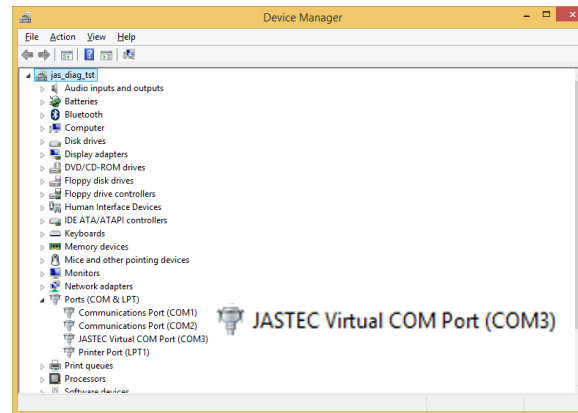 Device Manager
File Action View Help
jas_diag_tst
Audio inputs and outputs
Batteries
Bluetooth
Computer
Disk drives
Display adapters
DVD/CD-ROM drives
Floppy disk drives
Floppy drive controllers
Human Interface Devices
IDE ATA/ATAPI controllers
Keyboards
Memory devices
Mice and other pointing devices
Monitors
Network adapters
Ports (COM & LPT)
Communications Port (COM1)
Communications Port (COM2)
JASTEC Virtual COM Port (COM3)
JASTEC Virtual COM Port (COM3)
Printer Port (LPT1)
Print queues
Processors
Software devices